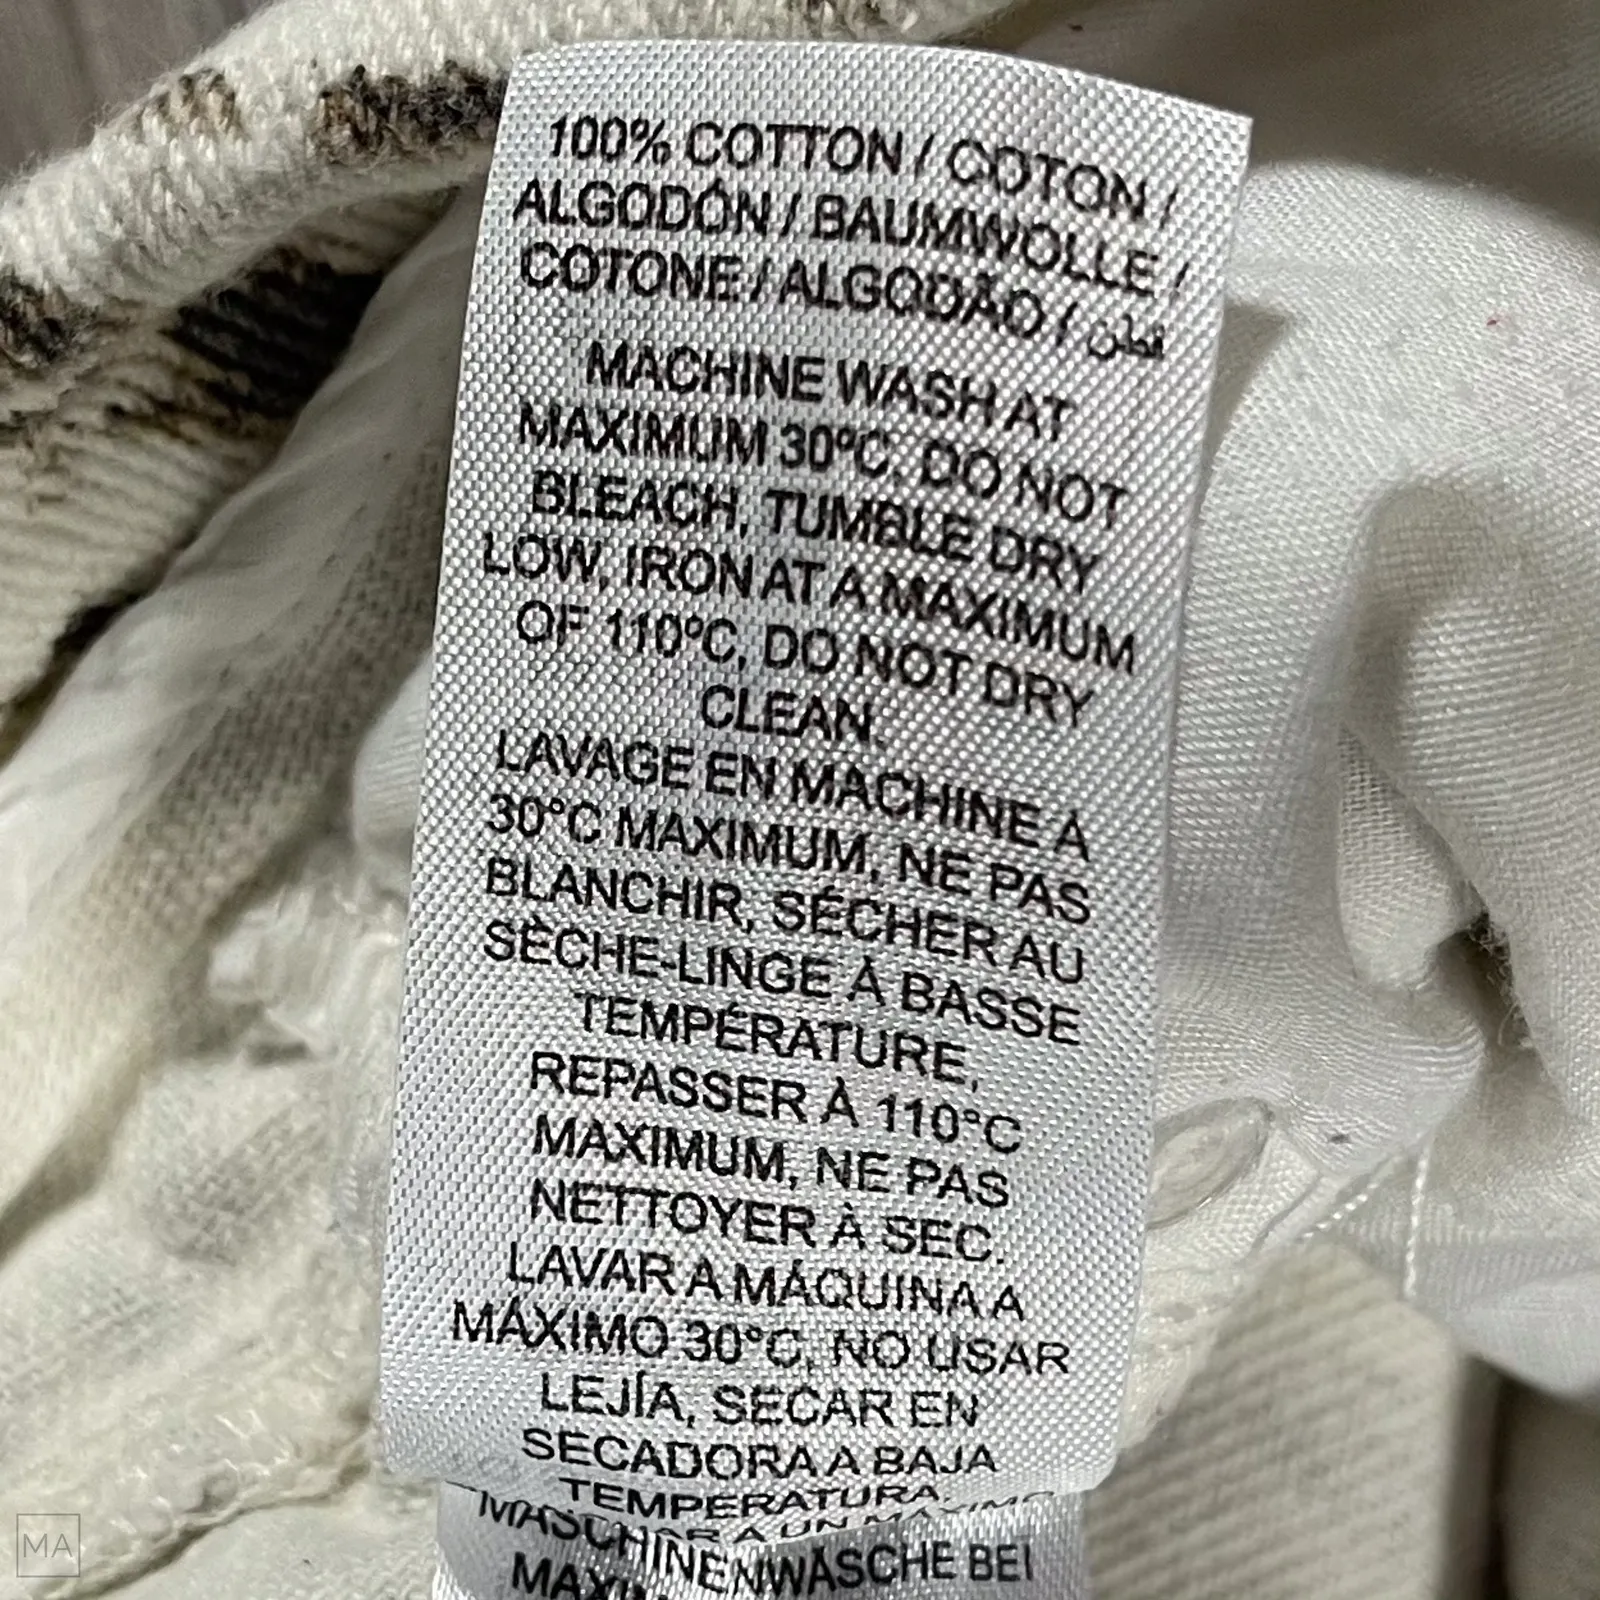 100% COTTON / COTON /
ALGODÓN / BAUMWOLLE /
COTONE / ALGODÃO / قطن
MACHINE WASH AT
MAXIMUM 30ºC, DO NOT
BLEACH, TUMBLE DRY
LOW, IRON AT A MAXIMUM
OF 110ºC, DO NOT DRY
CLEAN.
LAVAGE EN MACHINE À
30°C MAXIMUM, NE PAS
BLANCHIR, SÉCHER AU
SÈCHE-LINGE À BASSE
TEMPÉRATURE,
REPASSER À 110°C
MAXIMUM, NE PAS
NETTOYER À SEC.
LAVAR A MÁQUINA A
MÁXIMO 30°C, NO USAR
LEJÍA, SECAR EN
SECADORA A BAJA
TEMPERATURA,
A UN
MASCHINENWÄSCHE BEI
MA